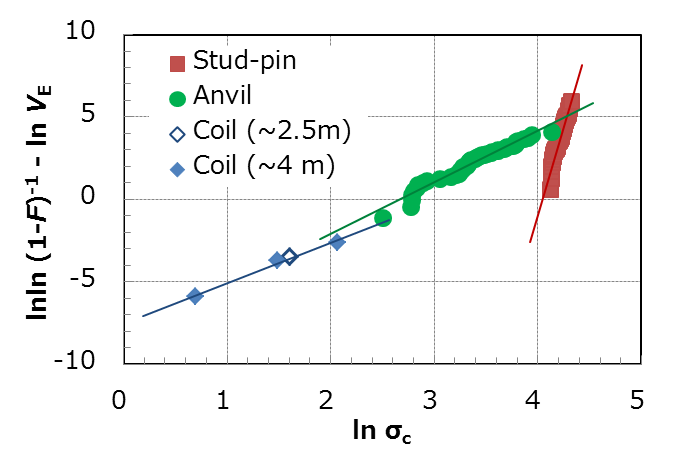 10
5
0
-5
-10
lnln (1-F)-1 - ln VE
Stud-pin
Anvil
Coil (~2.5m)
Coil (~4 m)
0 1 2 3 4 5
ln σc